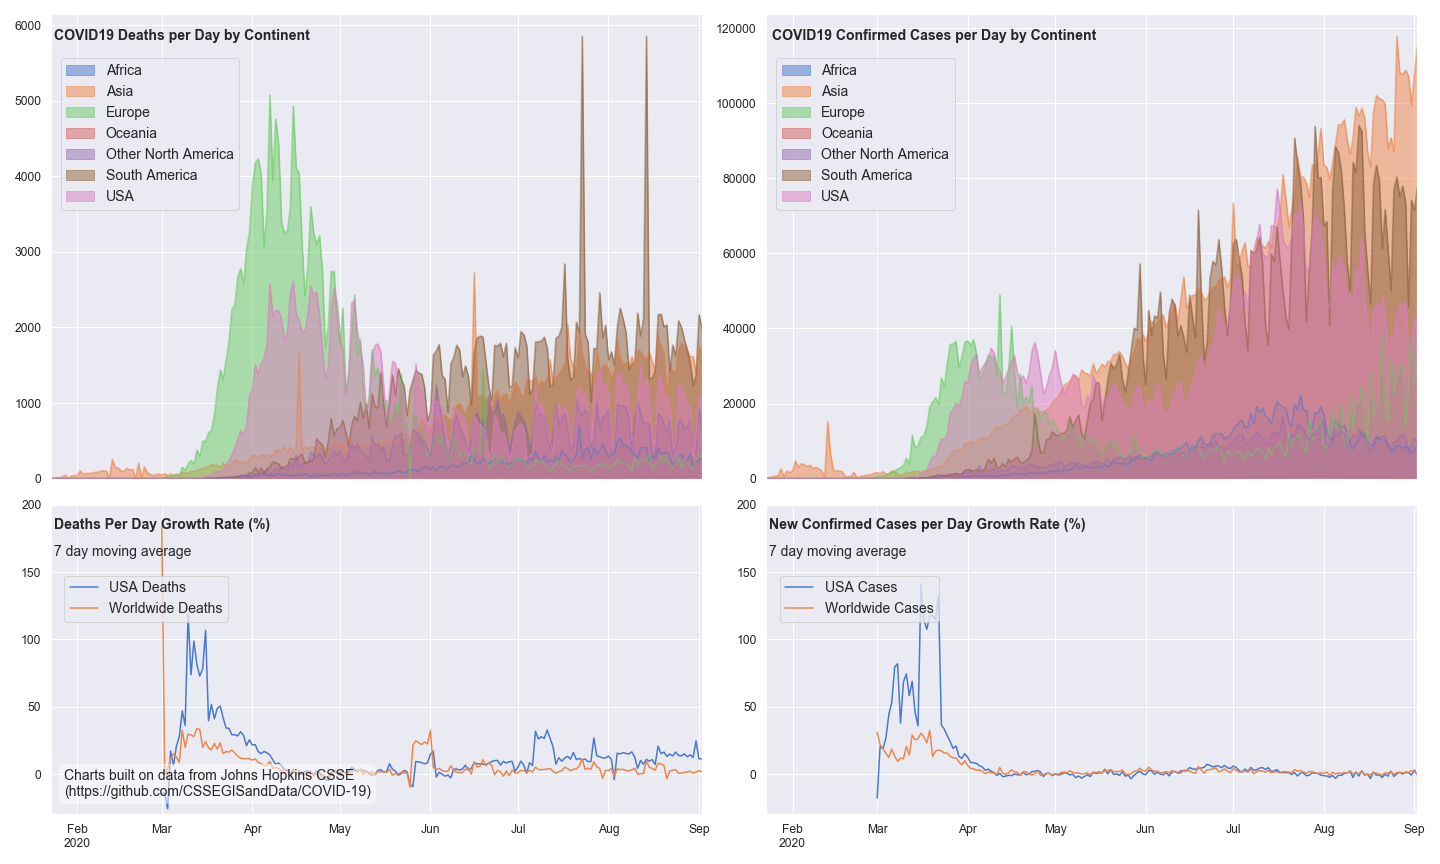 COVID19 Deaths per Day by Continent
6000
5000
4000
3000
2000
1000
0
Africa
Asia
Europe
Oceania
Other North America
South America
USA
COVID19 Confirmed Cases per Day by Continent
120000
100000
80000
60000
40000
20000
0
Africa
Asia
Europe
Oceania
Other North America
South America
USA
Deaths Per Day Growth Rate (%)
7 day moving average
200
150
100
50
0
USA Deaths
Worldwide Deaths
Charts built on data from Johns Hopkins CSSE
(https://github.com/CSSEGISandData/COVID-19)
Feb Mar Apr May Jun Jul Aug Sep
2020
New Confirmed Cases per Day Growth Rate (%)
7 day moving average
200
150
100
50
0
USA Cases
Worldwide Cases
Feb Mar Apr May Jun Jul Aug Sep
2020